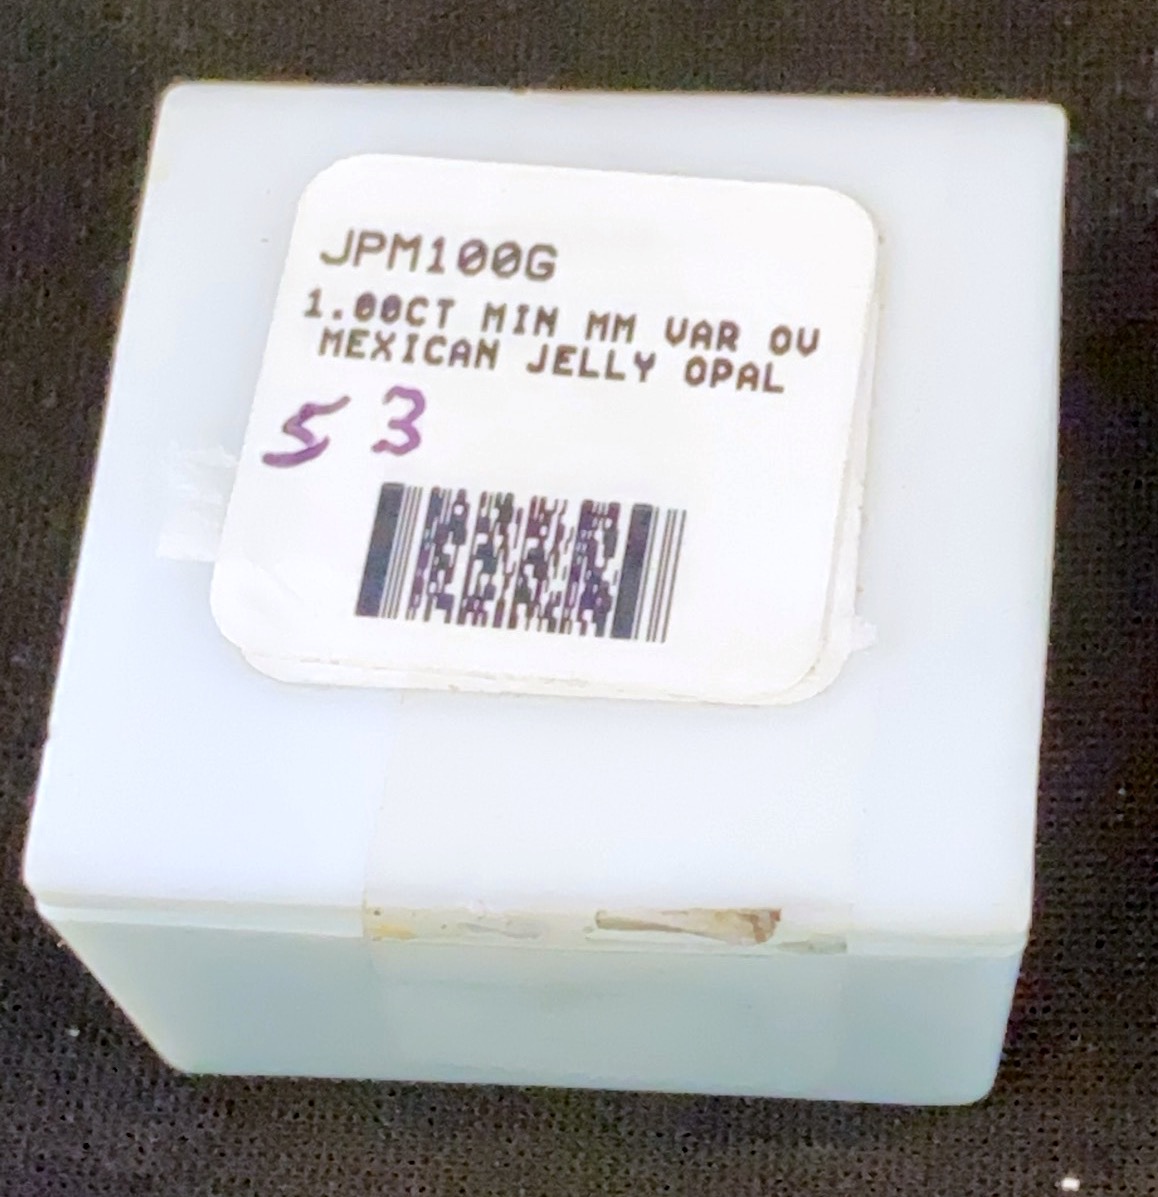 JPM100G
1.00CT MIN MM VAR OV
MEXICAN JELLY OPAL
53